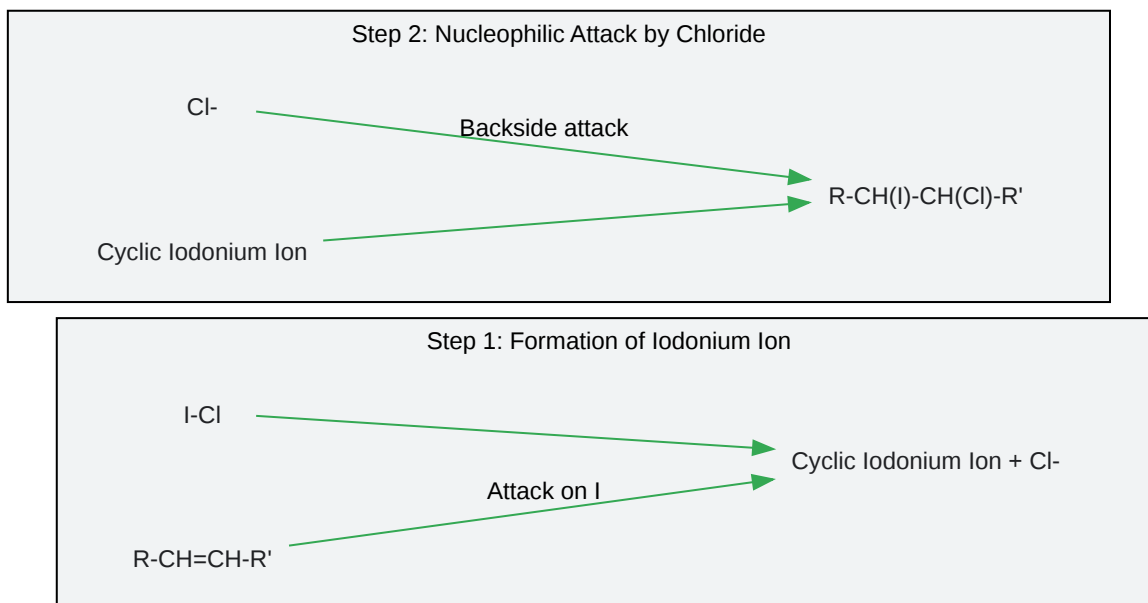 Step 2: Nucleophilic Attack by Chloride
Cl-
Backside attack
R-CH(I)-CH(Cl)-R'
Cyclic Iodonium Ion
Step 1: Formation of Iodonium Ion
I-Cl
Cyclic Iodonium Ion + Cl-
Attack on I
R-CH=CH-R'